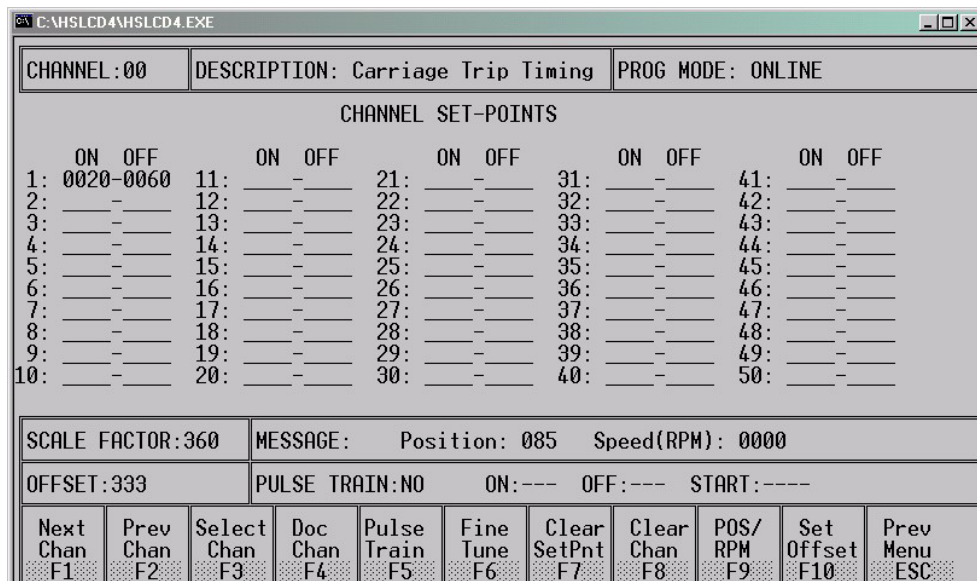 C:\HSLCD4\HSLCD4.EXE
CHANNEL:00 DESCRIPTION: Carriage Trip Timing PROG MODE: ONLINE
CHANNEL SET-POINTS
ON OFF ON OFF ON OFF ON OFF ON OFF
1: 0020-0060 11: ____-____ 21: ____-____ 31: ____-____ 41: ____-____
2: ____-____ 12: ____-____ 22: ____-____ 32: ____-____ 42: ____-____
3: ____-____ 13: ____-____ 23: ____-____ 33: ____-____ 43: ____-____
4: ____-____ 14: ____-____ 24: ____-____ 34: ____-____ 44: ____-____
5: ____-____ 15: ____-____ 25: ____-____ 35: ____-____ 45: ____-____
6: ____-____ 16: ____-____ 26: ____-____ 36: ____-____ 46: ____-____
7: ____-____ 17: ____-____ 27: ____-____ 37: ____-____ 47: ____-____
8: ____-____ 18: ____-____ 28: ____-____ 38: ____-____ 48: ____-____
9: ____-____ 19: ____-____ 29: ____-____ 39: ____-____ 49: ____-____
10: ____-____ 20: ____-____ 30: ____-____ 40: ____-____ 50: ____-____
SCALE FACTOR:360 MESSAGE: Position: 085 Speed(RPM): 0000
OFFSET:333 PULSE TRAIN:NO ON:--- OFF:--- START:----
Next Prev Select Doc Pulse Fine Clear Clear POS/ Set Prev
Chan Chan Chan Chan Train Tune SetPnt Chan RPM Offset Menu
F1 F2 F3 F4 F5 F6 F7 F8 F9 F10 ESC